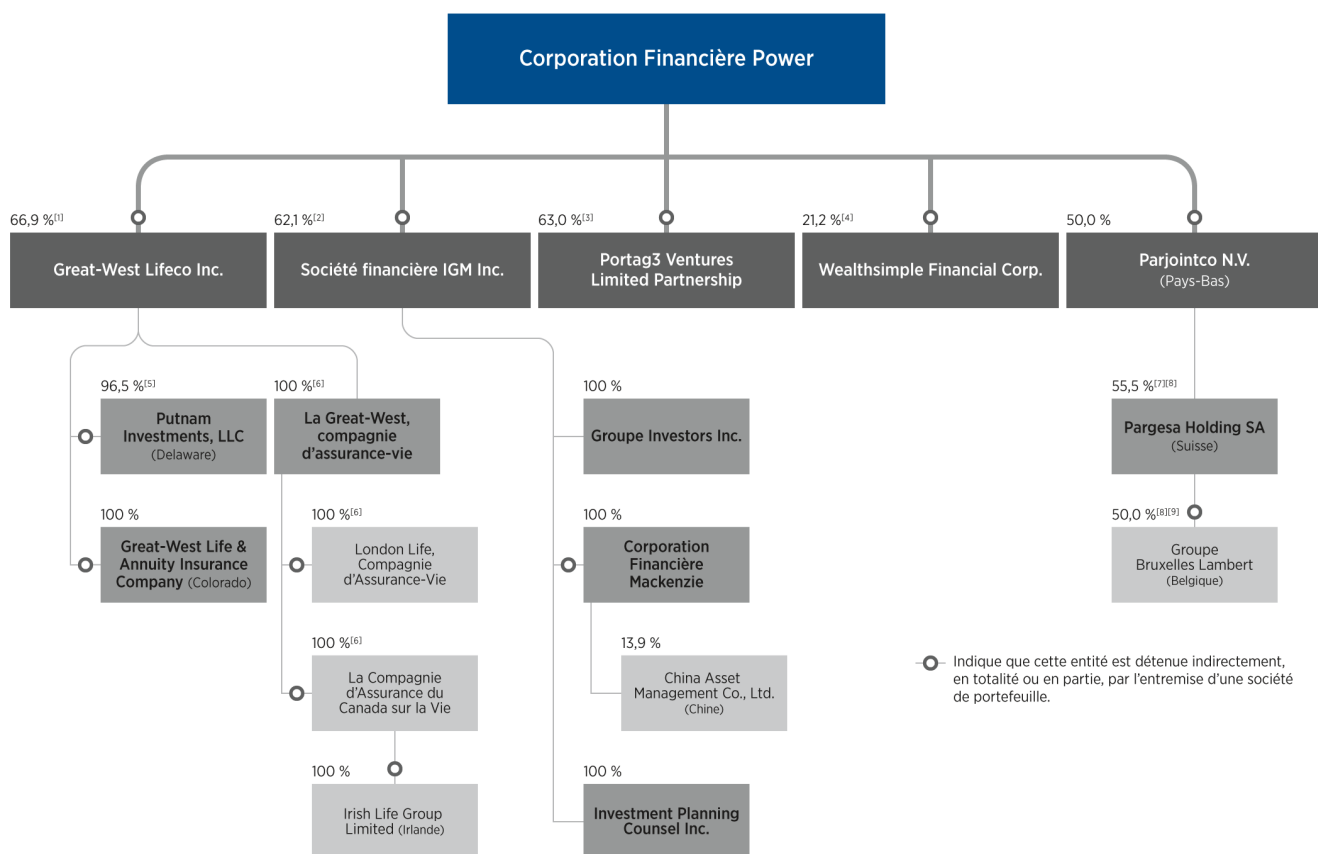 Corporation Financière Power
66,9 %[1]
Great-West Lifeco Inc.
62,1 %[2]
Société financière IGM Inc.
63,0 %[3]
Portag3 Ventures
Limited Partnership
21,2 %[4]
Wealthsimple Financial Corp.
50,0 %
Parjointco N.V.
(Pays-Bas)
96,5 %[5]
Putnam
Investments, LLC
(Delaware)
100 %
Great-West Life &
Annuity Insurance
Company (Colorado)
100 %[6]
La Great-West,
compagnie
d'assurance-vie
100 %[6]
London Life,
Compagnie
d'Assurance-Vie
100 %[6]
La Compagnie
d'Assurance du
Canada sur la Vie
100 %
Irish Life Group
Limited (Irlande)
100 %
Groupe Investors Inc.
100 %
Corporation
Financière
Mackenzie
13,9 %
China Asset
Management Co., Ltd.
(Chine)
100 %
Investment Planning
Counsel Inc.
55,5 %[7][8]
Pargesa Holding SA
(Suisse)
50,0 %[8][9]
Groupe
Bruxelles Lambert
(Belgique)
Indique que cette entité est détenue indirectement,
en totalité ou en partie, par l'entremise d'une société
de portefeuille.